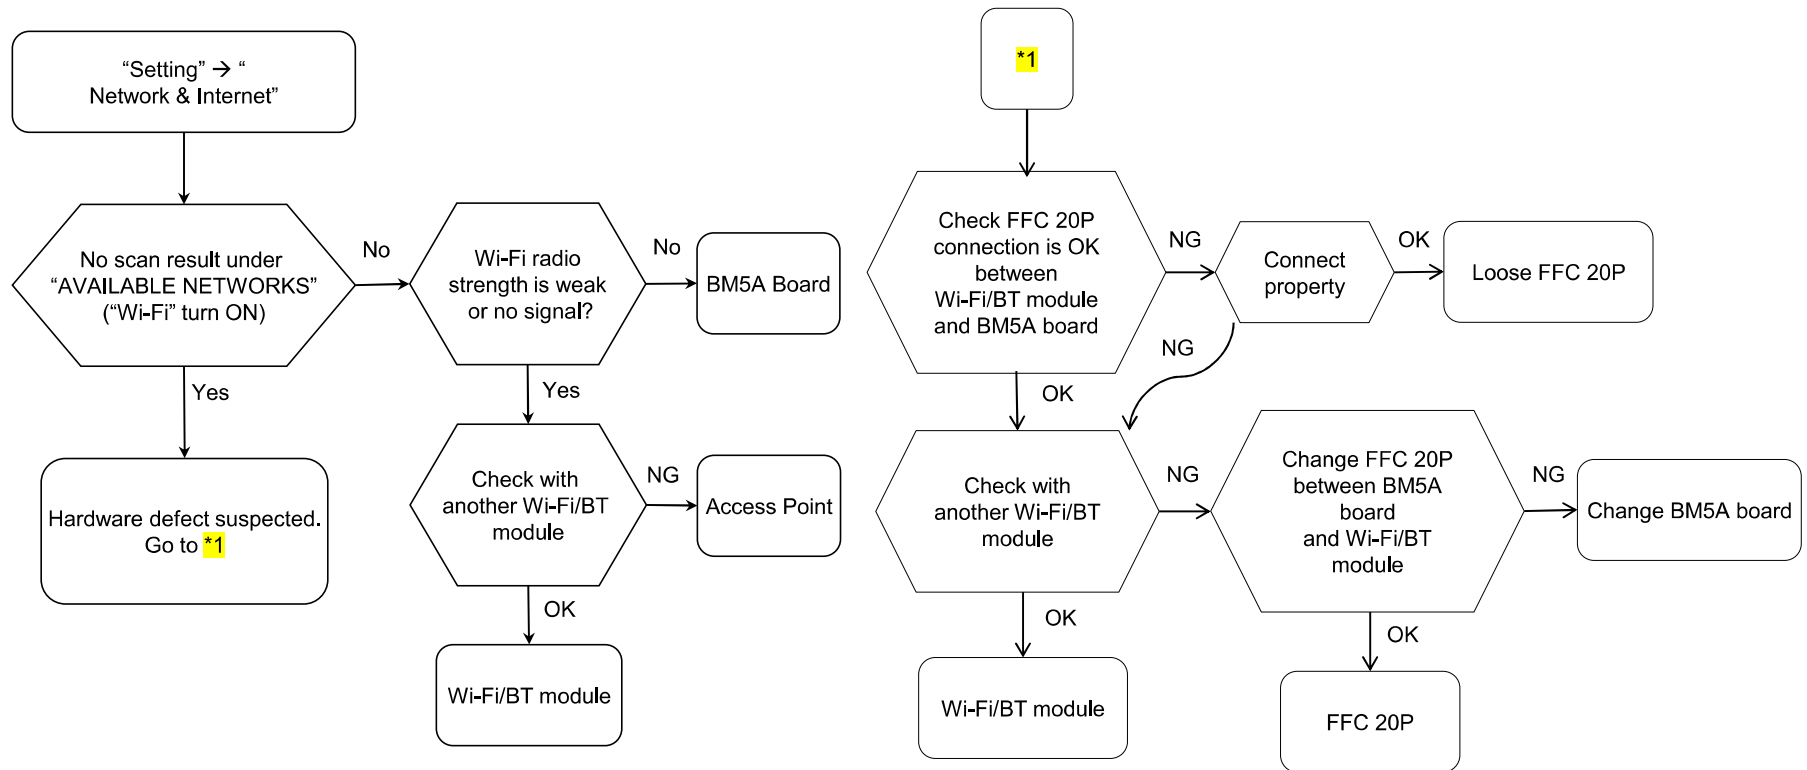 “Setting” → “
Network & Internet”
No scan result under
“AVAILABLE NETWORKS”
(“Wi-Fi” turn ON)
No
Yes
Hardware defect suspected.
Go to *1
Wi-Fi radio
strength is weak
or no signal?
No
BM5A Board
Yes
Check with
another Wi-Fi/BT
module
NG
Access Point
OK
Wi-Fi/BT module
*1
Check FFC 20P
connection is OK
between
Wi-Fi/BT module
and BM5A board
NG
Connect
property
OK
Loose FFC 20P
NG
OK
Check with
another Wi-Fi/BT
module
NG
Change FFC 20P
between BM5A
board
and Wi-Fi/BT
module
NG
Change BM5A board
OK
Wi-Fi/BT module
OK
FFC 20P